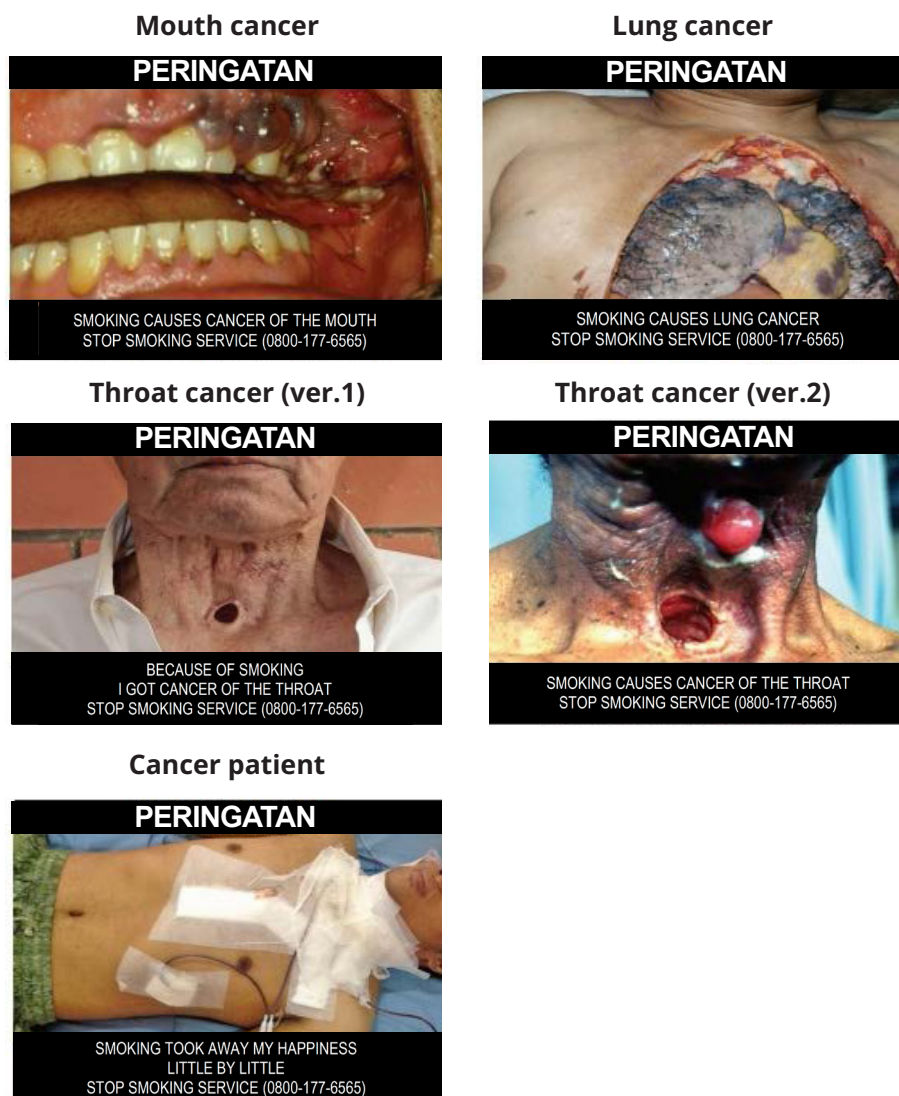 Mouth cancer
PERINGATAN
SMOKING CAUSES CANCER OF THE MOUTH
STOP SMOKING SERVICE (0800-177-6565)
Lung cancer
PERINGATAN
SMOKING CAUSES LUNG CANCER
STOP SMOKING SERVICE (0800-177-6565)
Throat cancer (ver.1)
PERINGATAN
BECAUSE OF SMOKING
I GOT CANCER OF THE THROAT
STOP SMOKING SERVICE (0800-177-6565)
Throat cancer (ver.2)
PERINGATAN
SMOKING CAUSES CANCER OF THE THROAT
STOP SMOKING SERVICE (0800-177-6565)
Cancer patient
PERINGATAN
SMOKING TOOK AWAY MY HAPPINESS
LITTLE BY LITTLE
STOP SMOKING SERVICE (0800-177-6565)